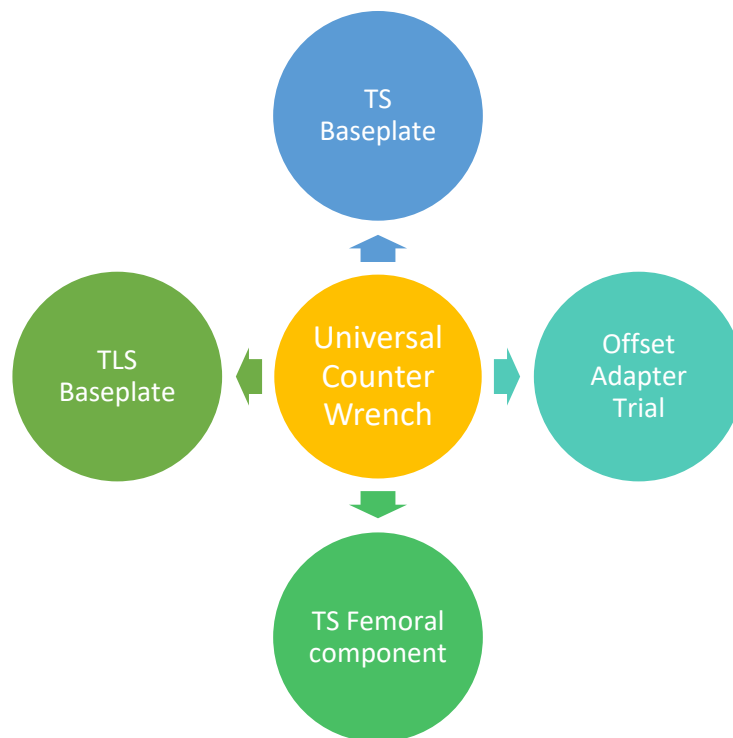 TS
Baseplate
TLS
Baseplate
Universal
Counter
Wrench
Offset
Adapter
Trial
TS Femoral
component